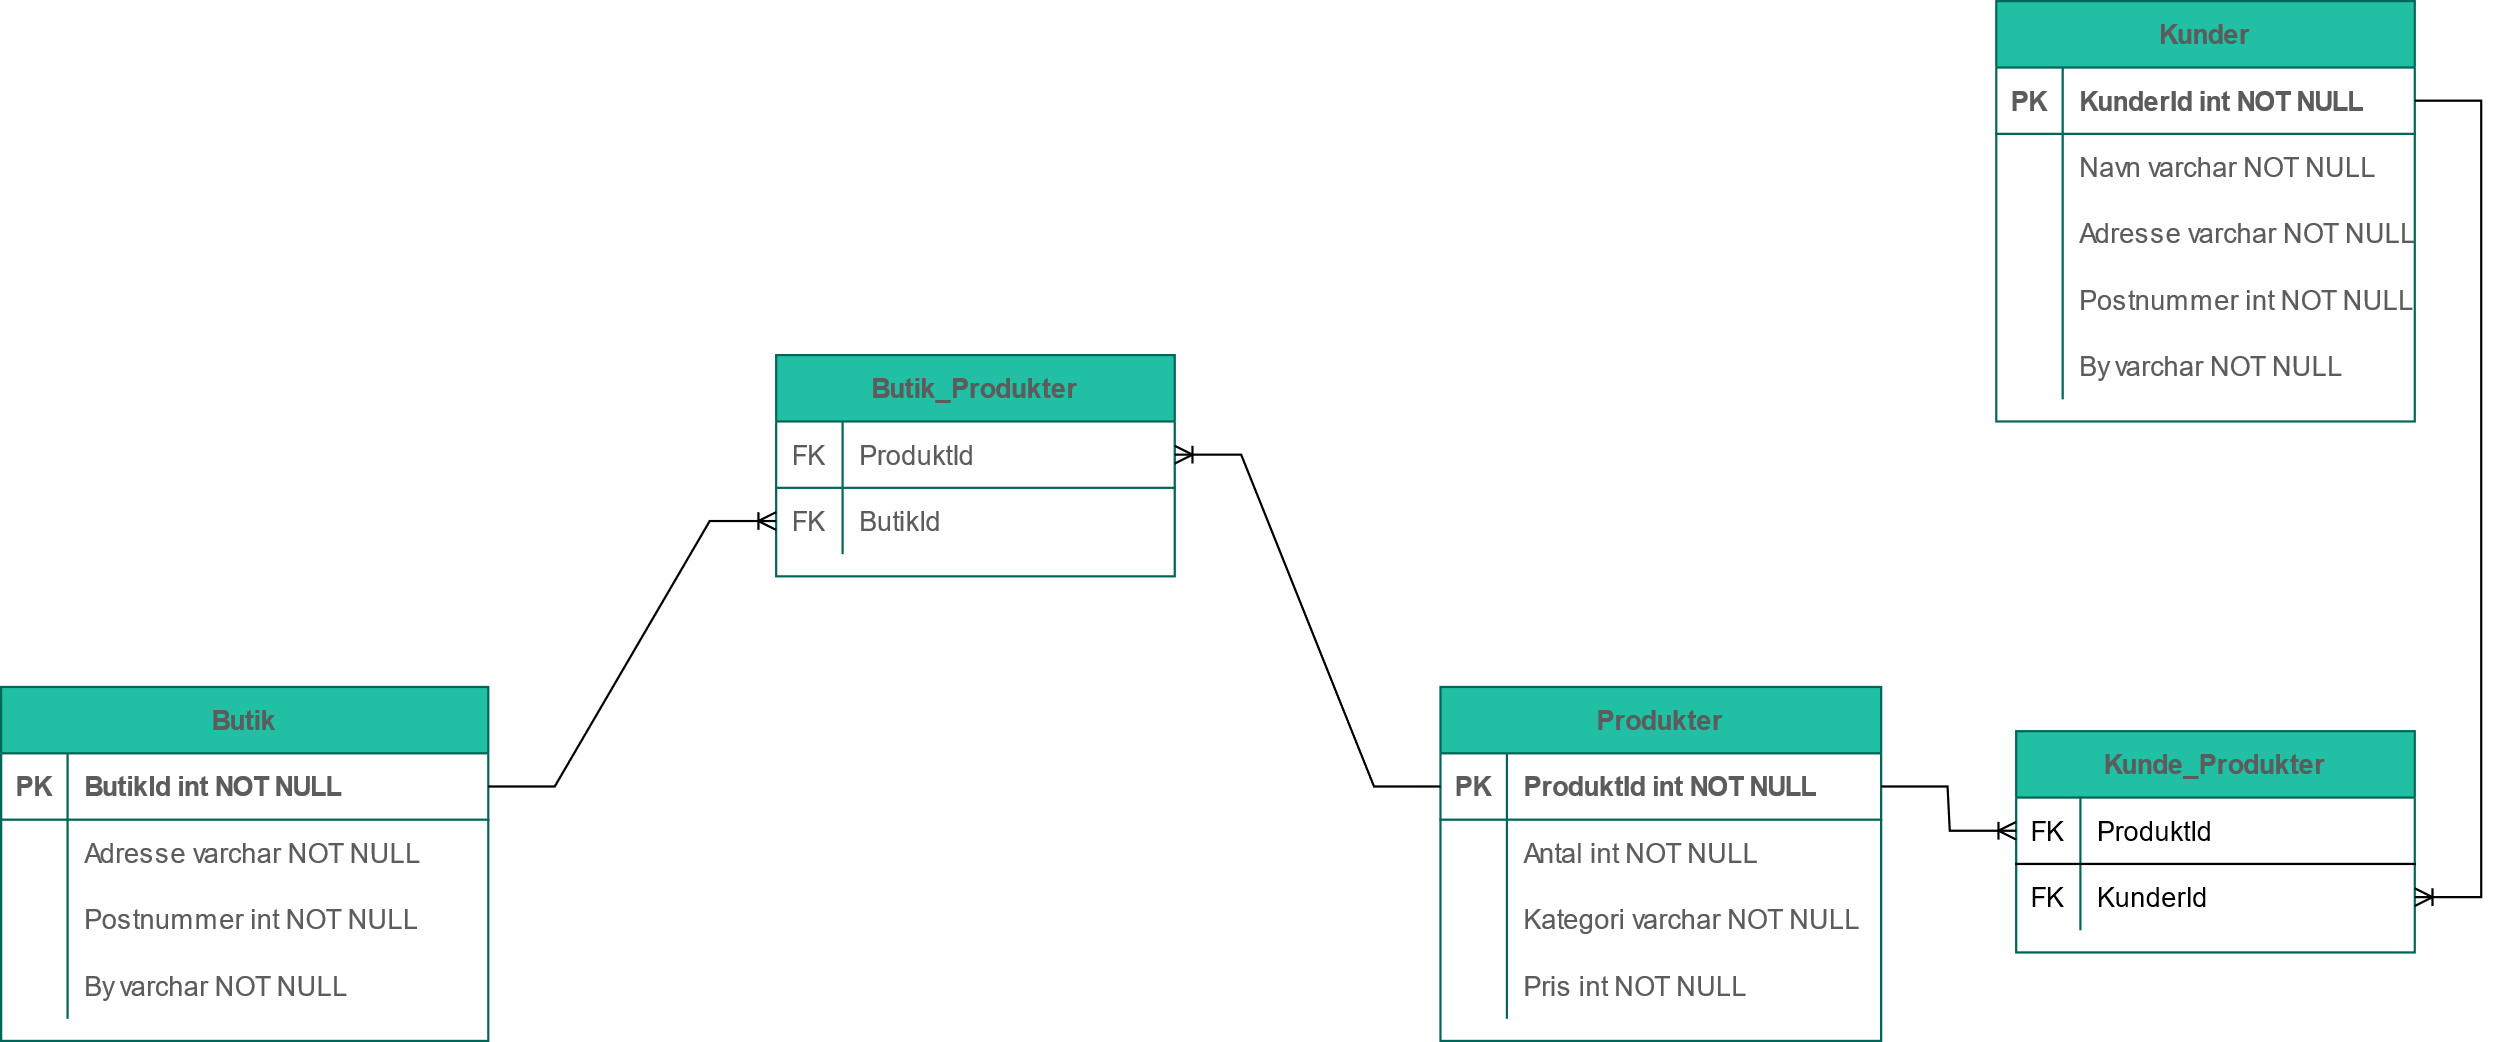 Kunder
PK KunderId int NOT NULL
Navn varchar NOT NULL
Adresse varchar NOT NULL
Postnummer int NOT NULL
By varchar NOT NULL
Butik_Produkter
FK ProduktId
FK ButikId
Butik
PK ButikId int NOT NULL
Adresse varchar NOT NULL
Postnummer int NOT NULL
By varchar NOT NULL
Produkter
PK ProduktId int NOT NULL
Antal int NOT NULL
Kategori varchar NOT NULL
Pris int NOT NULL
Kunde_Produkter
FK ProduktId
FK KunderId